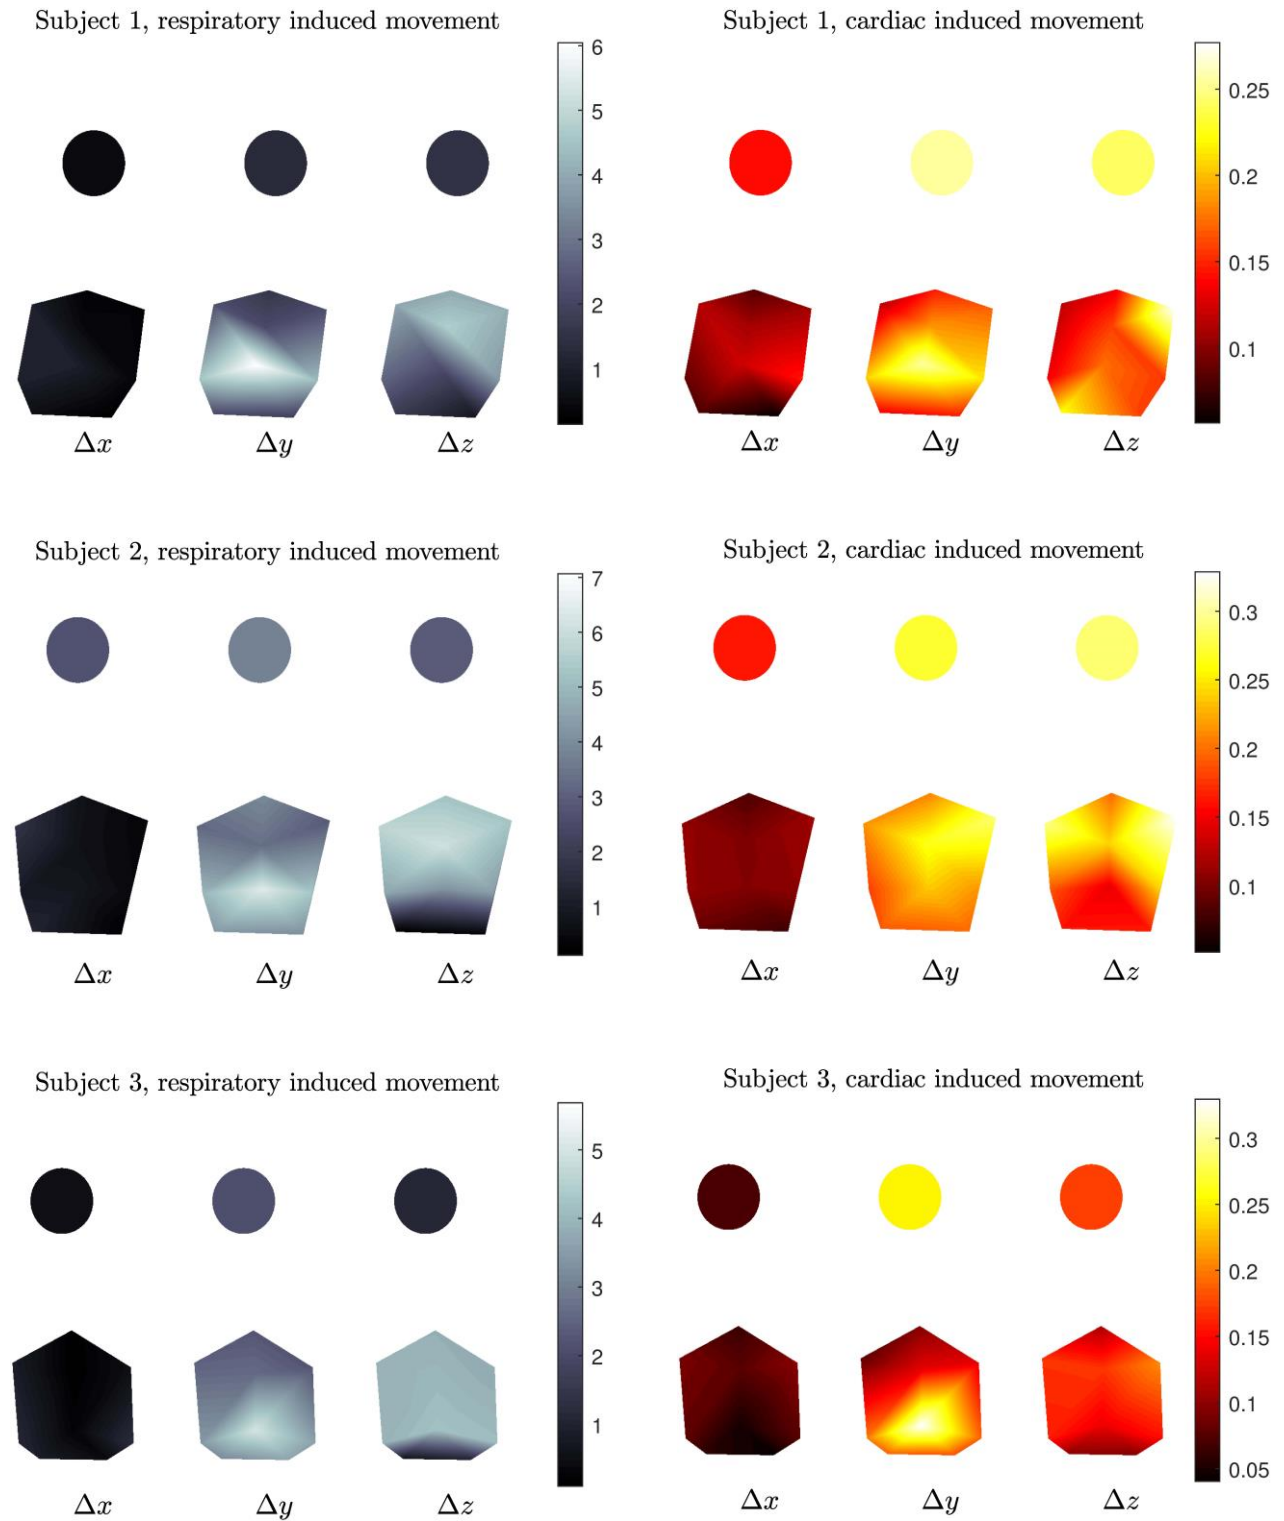 Subject 1, respiratory induced movement
6
5
4
3
2
1
Δx Δy Δz
Subject 1, cardiac induced movement
0.25
0.2
0.15
0.1
Δx Δy Δz
Subject 2, respiratory induced movement
7
6
5
4
3
2
1
Δx Δy Δz
Subject 2, cardiac induced movement
0.3
0.25
0.2
0.15
0.1
Δx Δy Δz
Subject 3, respiratory induced movement
5
4
3
2
1
Δx Δy Δz
Subject 3, cardiac induced movement
0.3
0.25
0.2
0.15
0.1
0.05
Δx Δy Δz